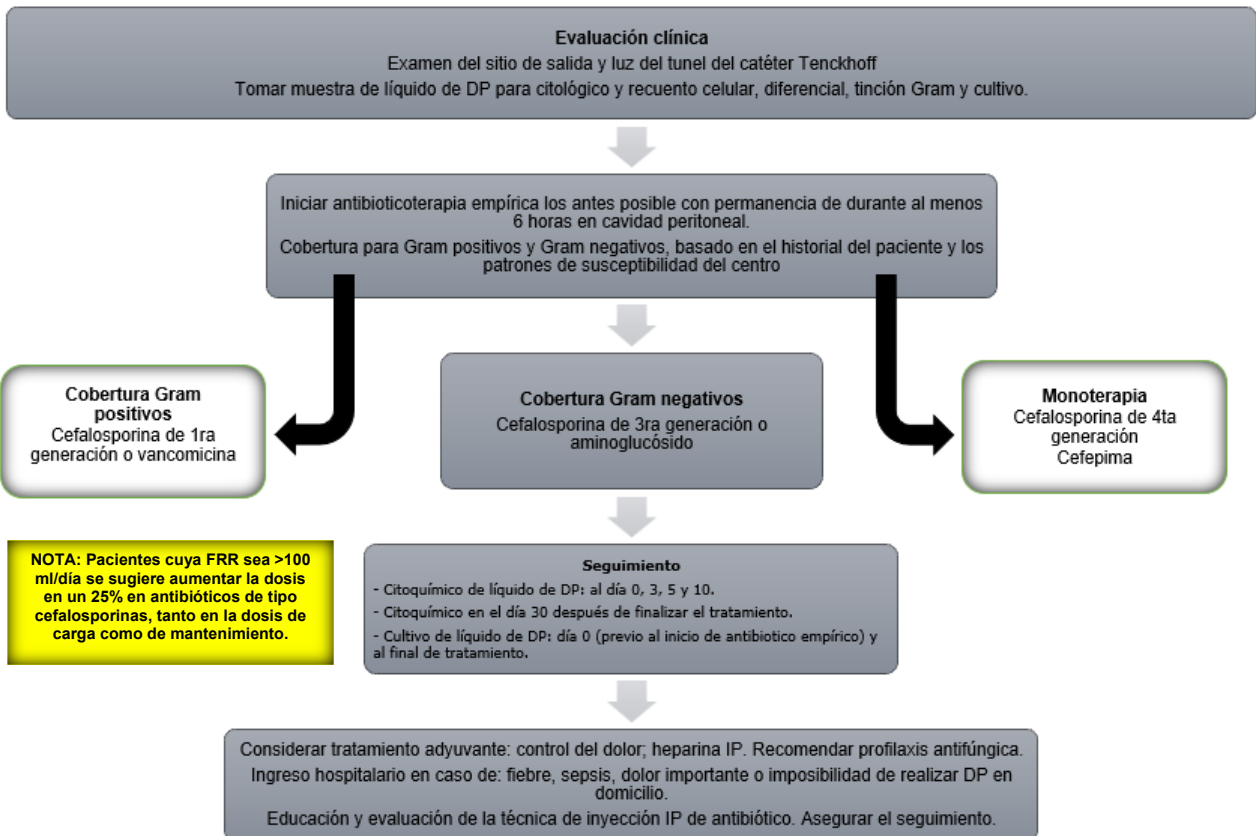 Evaluación clínica
Examen del sitio de salida y luz del tunel del catéter Tenckhoff
Tomar muestra de líquido de DP para citológico y recuento celular, diferencial, tinción Gram y cultivo.
Iniciar antibioticoterapia empírica los antes posible con permanencia de durante al menos
6 horas en cavidad peritoneal.
Cobertura para Gram positivos y Gram negativos, basado en el historial del paciente y los
patrones de susceptibilidad del centro
Cobertura Gram
positivos
Cefalosporina de 1ra
generación o vancomicina
Cobertura Gram negativos
Cefalosporina de 3ra generación o
aminoglucósido
Monoterapia
Cefalosporina de 4ta
generación
Cefepima
NOTA: Pacientes cuya FRR sea >100
ml/día se sugiere aumentar la dosis
en un 25% en antibióticos de tipo
cefalosporinas, tanto en la dosis de
carga como de mantenimiento.
Seguimiento
- Citoquímico de líquido de DP: al día 0, 3, 5 y 10.
- Citoquímico en el día 30 después de finalizar el tratamiento.
- Cultivo de líquido de DP: día 0 (previo al inicio de antibiotico empírico) y
al final de tratamiento.
Considerar tratamiento adyuvante: control del dolor; heparina IP. Recomendar profilaxis antifúngica.
Ingreso hospitalario en caso de: fiebre, sepsis, dolor importante o imposibilidad de realizar DP en
domicilio.
Educación y evaluación de la técnica de inyección IP de antibiótico. Asegurar el seguimiento.